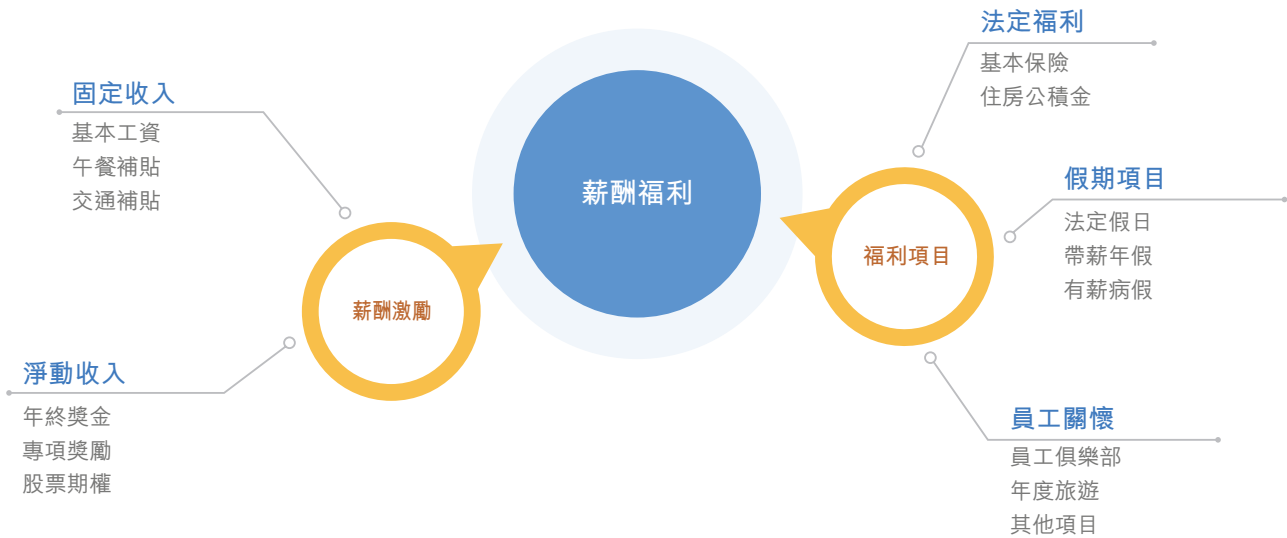 薪酬福利
薪酬激勵
固定收入
基本工資
午餐補貼
交通補貼
淨動收入
年終獎金
專項獎勵
股票期權
福利項目
法定福利
基本保險
住房公積金
假期項目
法定假日
帶薪年假
有薪病假
員工關懷
員工俱樂部
年度旅遊
其他項目